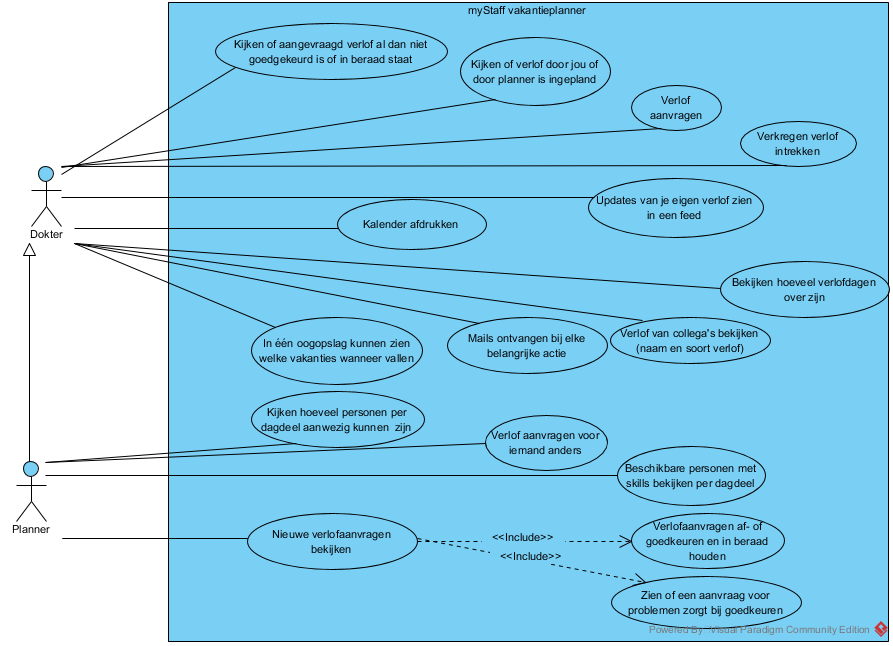 myStaff vakantieplanner
Kijken of aangevraagd verlof al dan niet
goedgekeurd is of in beraad staat
Kijken of verlof door jou of
door planner is ingepland
Verlof
aanvragen
Verkregen verlof
intrekken
Updates van je eigen verlof zien
in een feed
Kalender afdrukken
Dokter
Bekijken hoeveel verlofdagen
over zijn
In één oogopslag kunnen zien
welke vakanties wanneer vallen
Mails ontvangen bij elke
belangrijke actie
Verlof van collega's bekijken
(naam en soort verlof)
Kijken hoeveel personen per
dagdeel aanwezig kunnen zijn
Verlof aanvragen voor
iemand anders
Beschikbare personen met
skills bekijken per dagdeel
Planner
Nieuwe verlofaanvragen
bekijken
<<Include>>
<<Include>>
Verlofaanvragen af- of
goedkeuren en in beraad
houden
Zien of een aanvraag voor
problemen zorgt bij goedkeuren
Powered By Visual Paradigm Community Edition